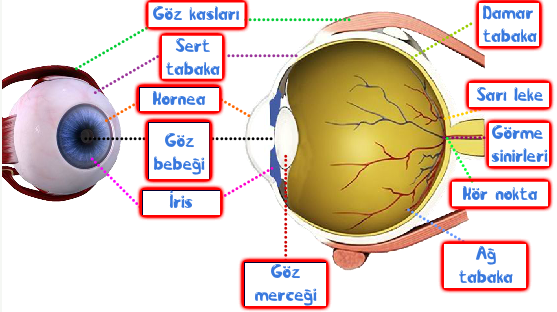 Göz kasları
Sert
tabaka
Kornea
Göz
bebeği
İris
Göz
merceği
Damar
tabaka
Sarı leke
Görme
sinirleri
Kör nokta
Ağ
tabaka